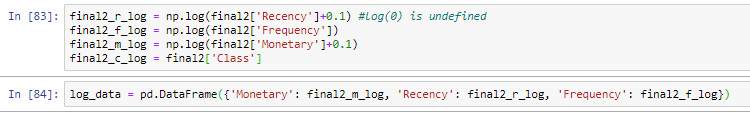 In [83]: final2_r_log = np.log(final2['Recency']+0.1) #Log(0) is undefined
final2_f_log = np.log(final2['Frequency'])
final2_m_log = np.log(final2['Monetary']+0.1)
final2_c_log = final2['Class']
In [84]: log_data = pd.DataFrame({'Monetary': final2_m_log, 'Recency': final2_r_log, 'Frequency': final2_f_log})